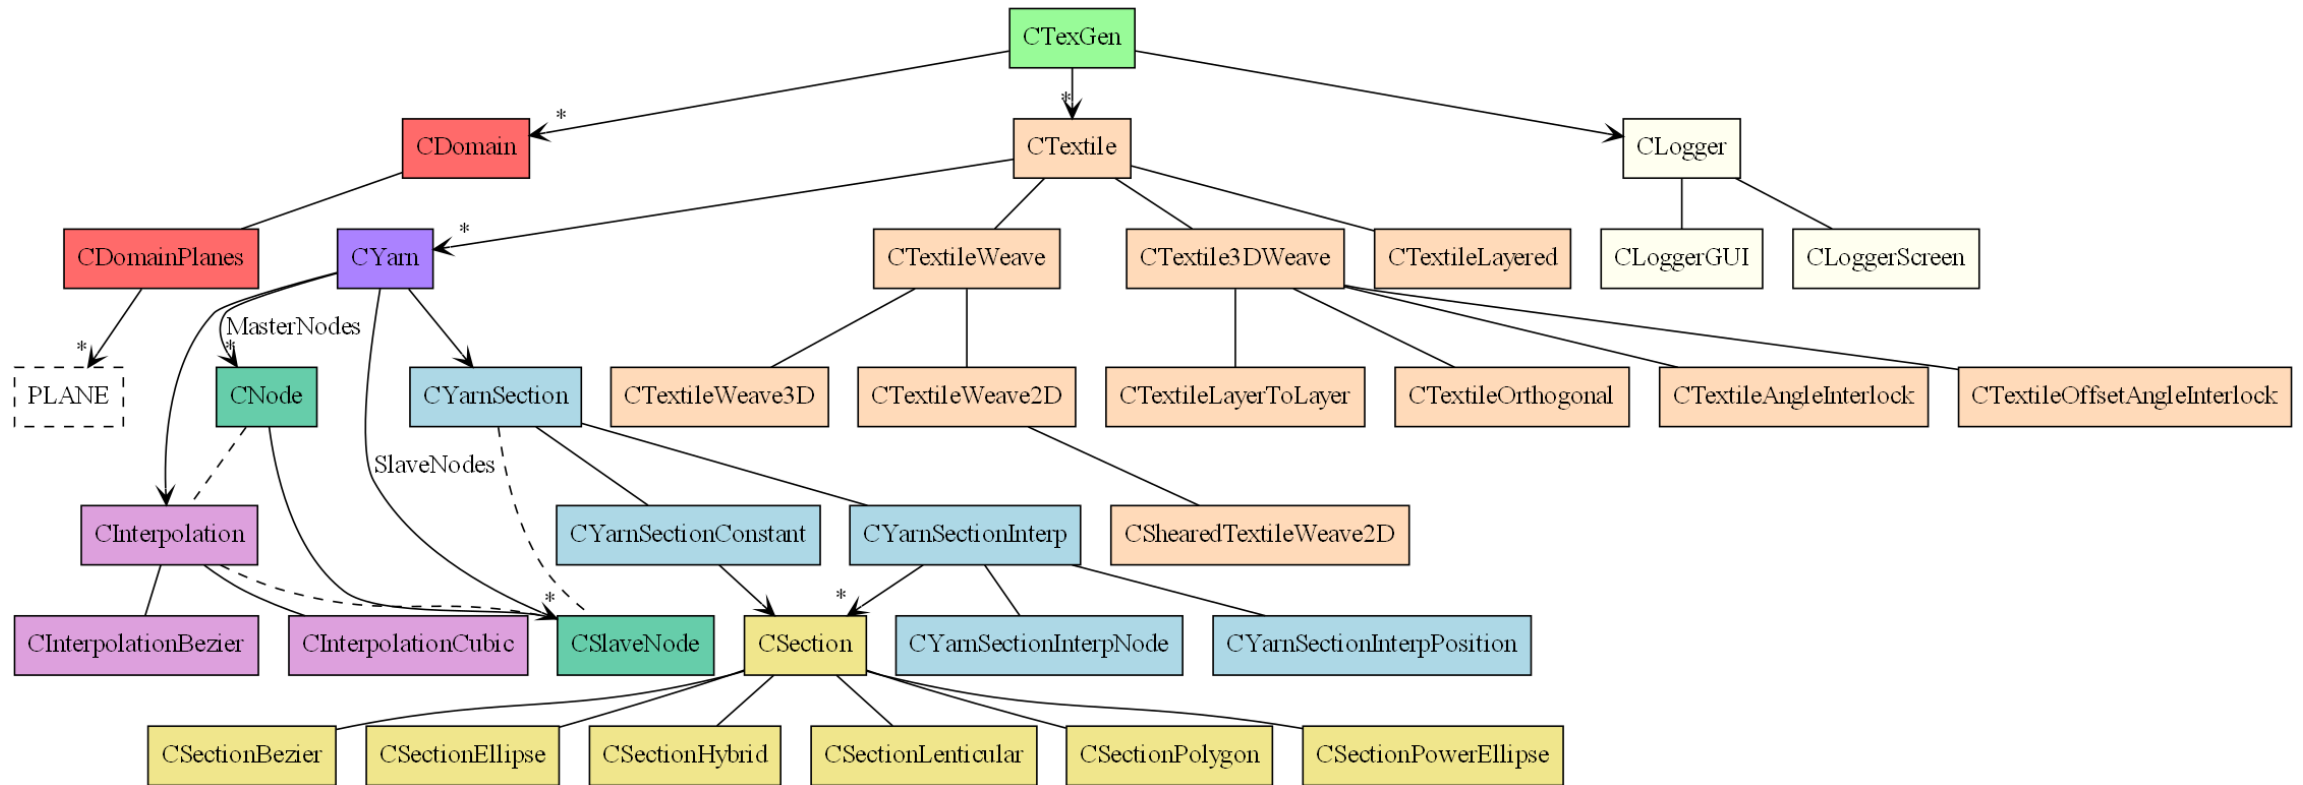 CTexGen
*
*
CDomain
CTextile
CLogger
*
CDomainPlanes
CYarn
CTextileWeave
CTextile3DWeave
CTextileLayered
CLoggerGUI
CLoggerScreen
MasterNodes
*
*
PLANE
CNode
CYarnSection
CTextileWeave3D
CTextileWeave2D
CTextileLayerToLayer
CTextileOrthogonal
CTextileAngleInterlock
CTextileOffsetAngleInterlock
SlaveNodes
CInterpolation
CYarnSectionConstant
CYarnSectionInterp
CShearedTextileWeave2D
*
*
CInterpolationBezier
CInterpolationCubic
CSlaveNode
CSection
CYarnSectionInterpNode
CYarnSectionInterpPosition
CSectionBezier
CSectionEllipse
CSectionHybrid
CSectionLenticular
CSectionPolygon
CSectionPowerEllipse